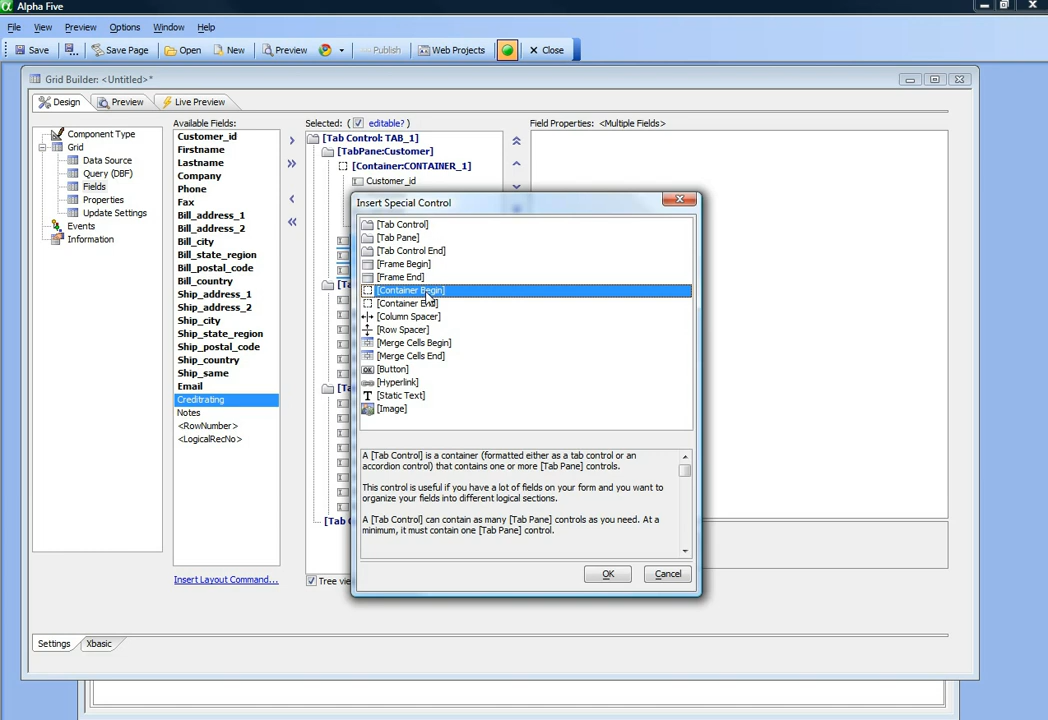 Alpha Five
File View Preview Options Window Help
Save Save Page Open New Preview Publish Web Projects Close
Grid Builder: <Untitled>*
Design Preview Live Preview
Component Type
Grid
Data Source
Query (DBF)
Fields
Properties
Update Settings
Events
Information
Available Fields:
Customer_id
Firstname
Lastname
Company
Phone
Fax
Bill_address_1
Bill_address_2
Bill_city
Bill_state_region
Bill_postal_code
Bill_country
Ship_address_1
Ship_address_2
Ship_city
Ship_state_region
Ship_postal_code
Ship_country
Ship_same
Email
Creditrating
Notes
<RowNumber>
<LogicalRecNo>
Insert Layout Command...
Selected: ( editable? )
[Tab Control: TAB_1]
[TabPane:Customer]
[Container:CONTAINER_1]
Customer_id
[Ta
[Ta
[Tab C
Tree vie
Field Properties: <Multiple Fields>
Insert Special Control
[Tab Control]
[Tab Pane]
[Tab Control End]
[Frame Begin]
[Frame End]
[Container Begin]
[Container End]
[Column Spacer]
[Row Spacer]
[Merge Cells Begin]
[Merge Cells End]
[Button]
[Hyperlink]
[Static Text]
[Image]
A [Tab Control] is a container (formatted either as a tab control or an
accordion control) that contains one or more [Tab Pane] controls.
This control is useful if you have a lot of fields on your form and you want to
organize your fields into different logical sections.
A [Tab Control] can contain as many [Tab Pane] controls as you need. At a
minimum, it must contain one [Tab Pane] control.
OK Cancel
Settings Xbasic